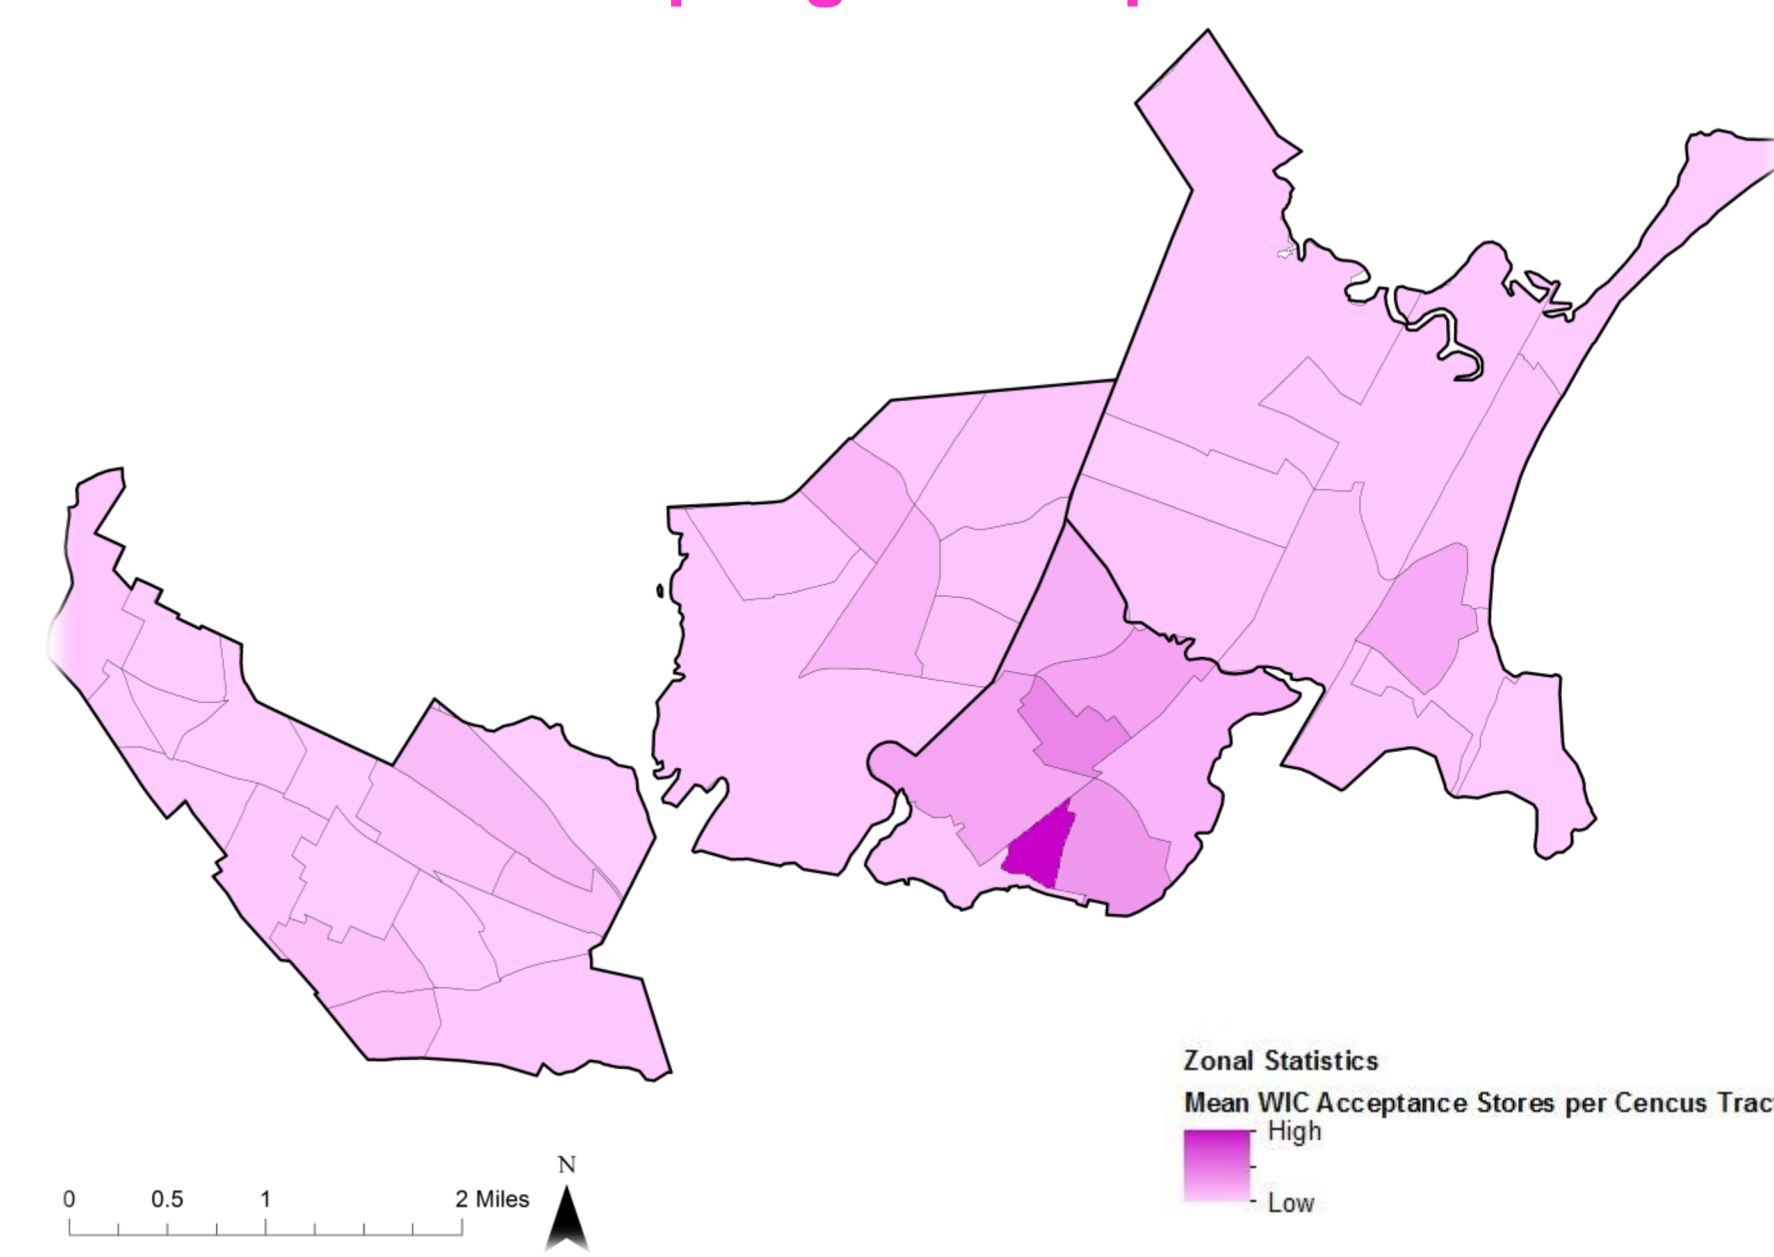 Zonal Statistics
Mean WIC Acceptance Stores per Cencus Trac
High
Low
N
0 0.5 1 2 Miles